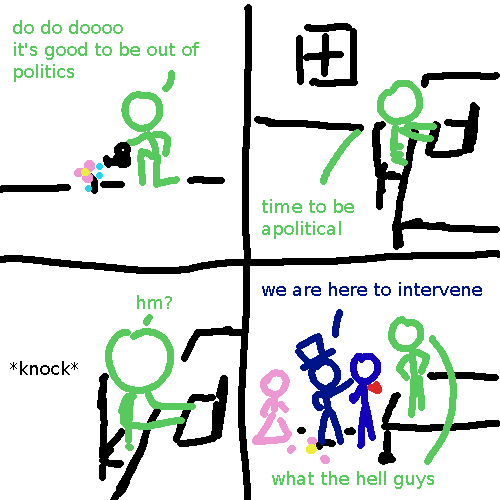 do do doooo
it's good to be out of
politics
time to be
apolitical
hm?
*knock*
we are here to intervene
what the hell guys